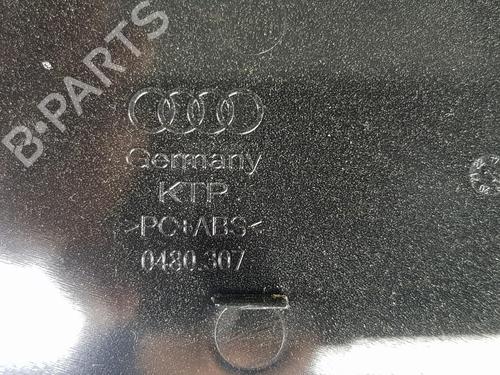 B·PARTS
Germany
KTP
>PC+ABS<
0480.307